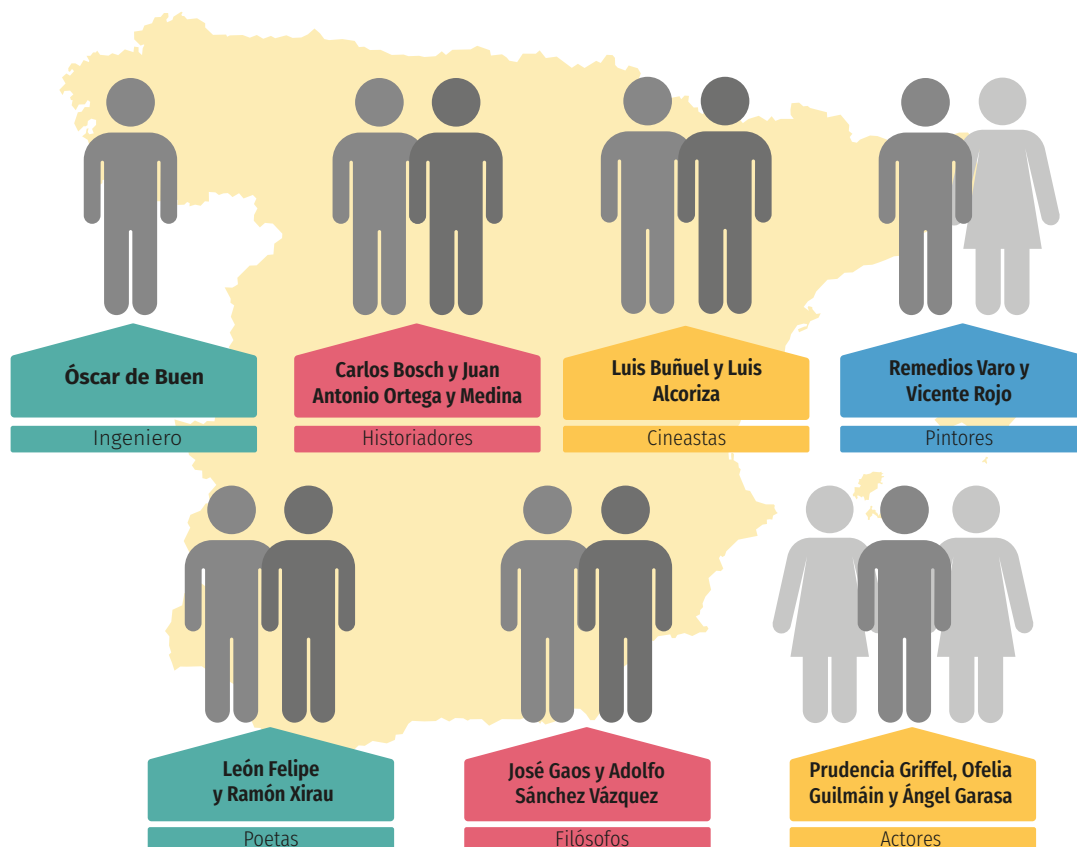 Óscar de Buen
Ingeniero
Carlos Bosch y Juan
Antonio Ortega y Medina
Historiadores
Luis Buñuel y Luis
Alcoriza
Cineastas
Remedios Varo y
Vicente Rojo
Pintores
León Felipe
y Ramón Xirau
Poetas
José Gaos y Adolfo
Sánchez Vázquez
Filósofos
Prudencia Griffel, Ofelia
Guilmáin y Ángel Garasa
Actores